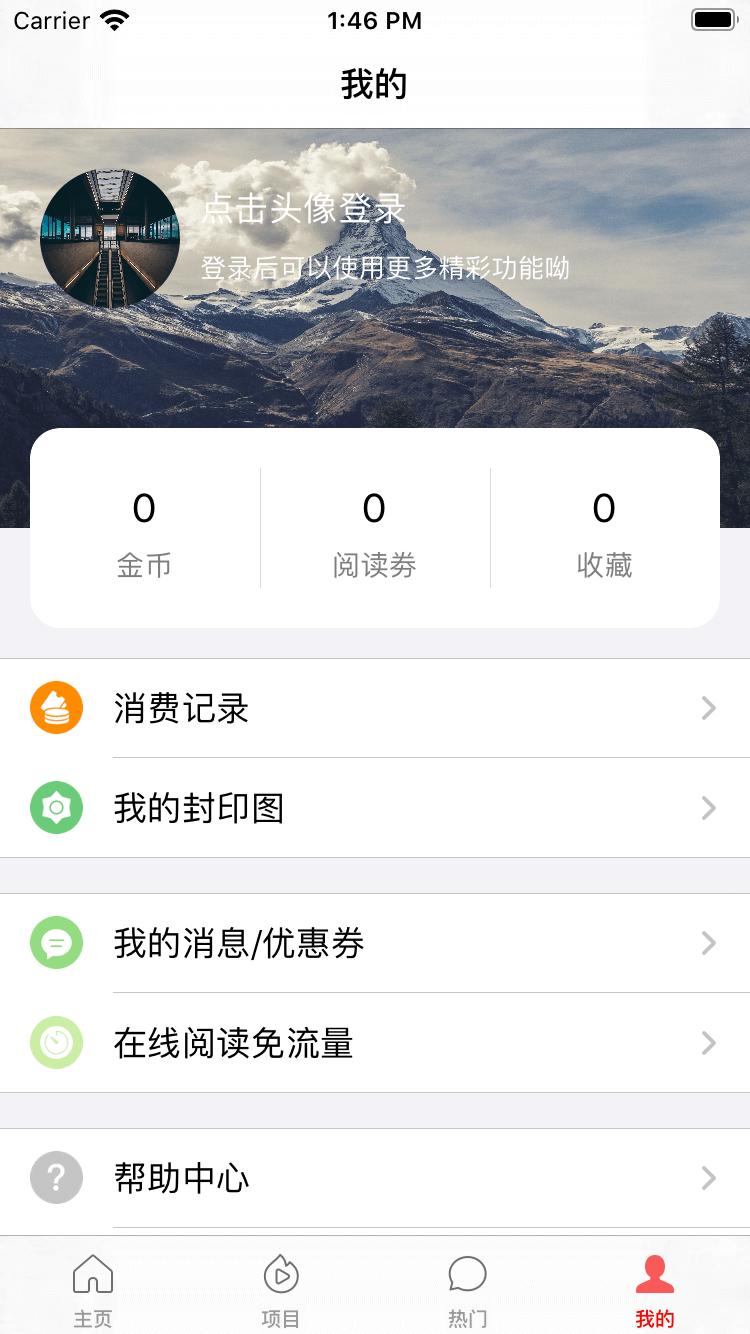 Carrier 1:46 PM
我的
点击头像登录
登录后可以使用更多精彩功能呦
0 0 0
金币 阅读券 收藏
消费记录
我的封印图
我的消息/优惠券
在线阅读免流量
帮助中心
主页 项目 热门 我的